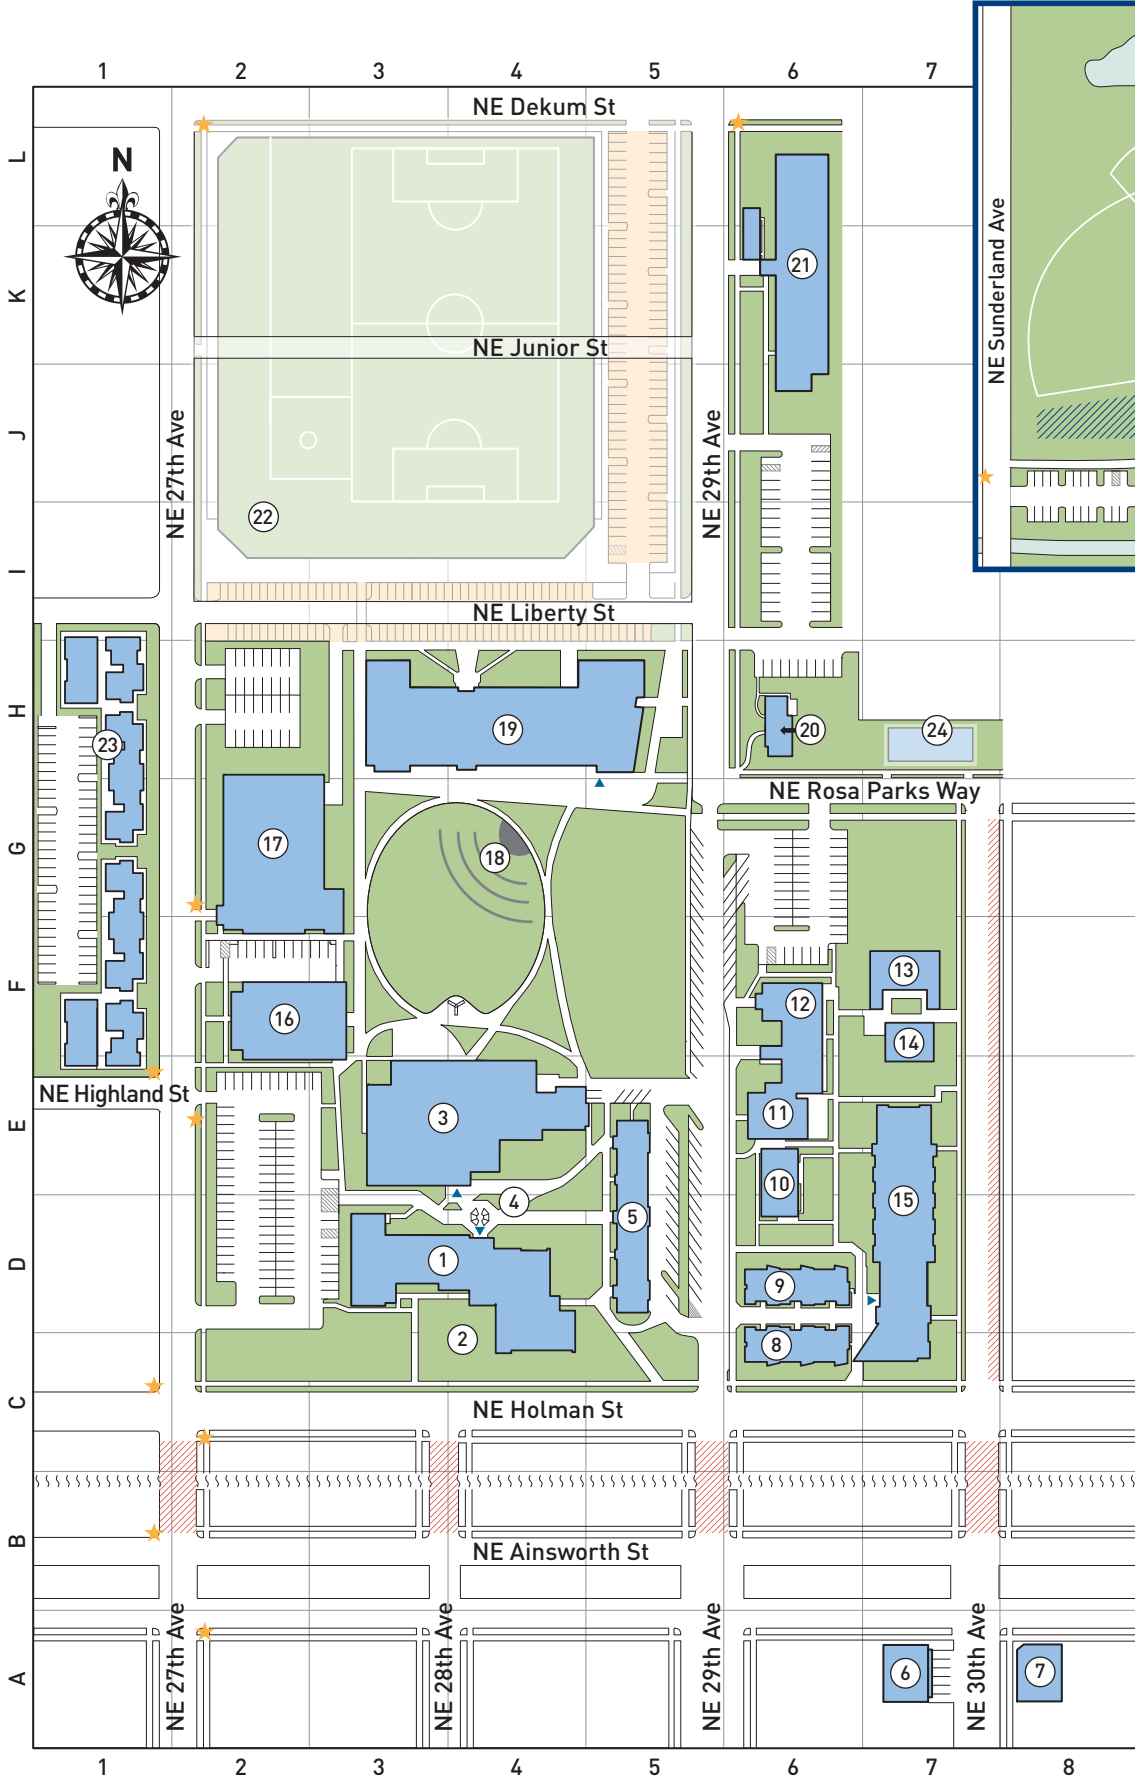 1 2 3 4 5 6 7
NE Dekum St
L
N
NE Sunderland Ave
21
K
NE Junior St
J
NE 27th Ave
NE 29th Ave
22
I
NE Liberty St
H
23
19
20
24
NE Rosa Parks Way
G
17
18
F
16
13
12
14
NE Highland St
E
3
11
10
4
5
15
D
1
9
2
8
C
NE Holman St
B
NE Ainsworth St
NE 27th Ave
NE 28th Ave
NE 29th Ave
NE 30th Ave
A
6
7
1 2 3 4 5 6 7 8